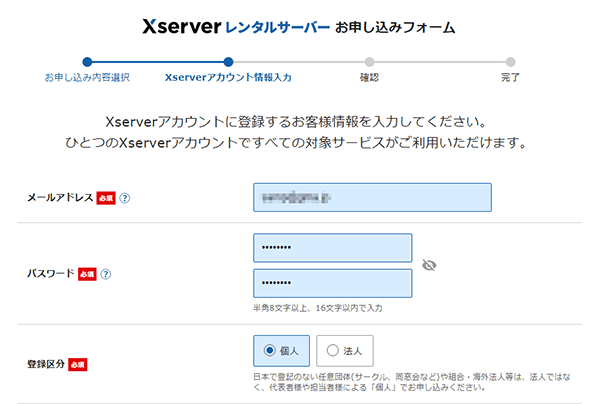 Xserver レンタルサーバー お申し込みフォーム
お申し込み内容選択
Xserverアカウント情報入力
確認
完了
Xserverアカウントに登録するお客様情報を入力してください。
ひとつのXserverアカウントですべての対象サービスがご利用いただけます。
メールアドレス 必須 ?
パスワード 必須 ?
••••••••
••••••••
半角8文字以上、16文字以内で入力
登録区分 必須
個人
法人
日本で登記のない任意団体(サークル、同窓会など)や組合・海外法人等は、法人ではな
く、代表者様や担当者様による「個人」でお申し込みください。